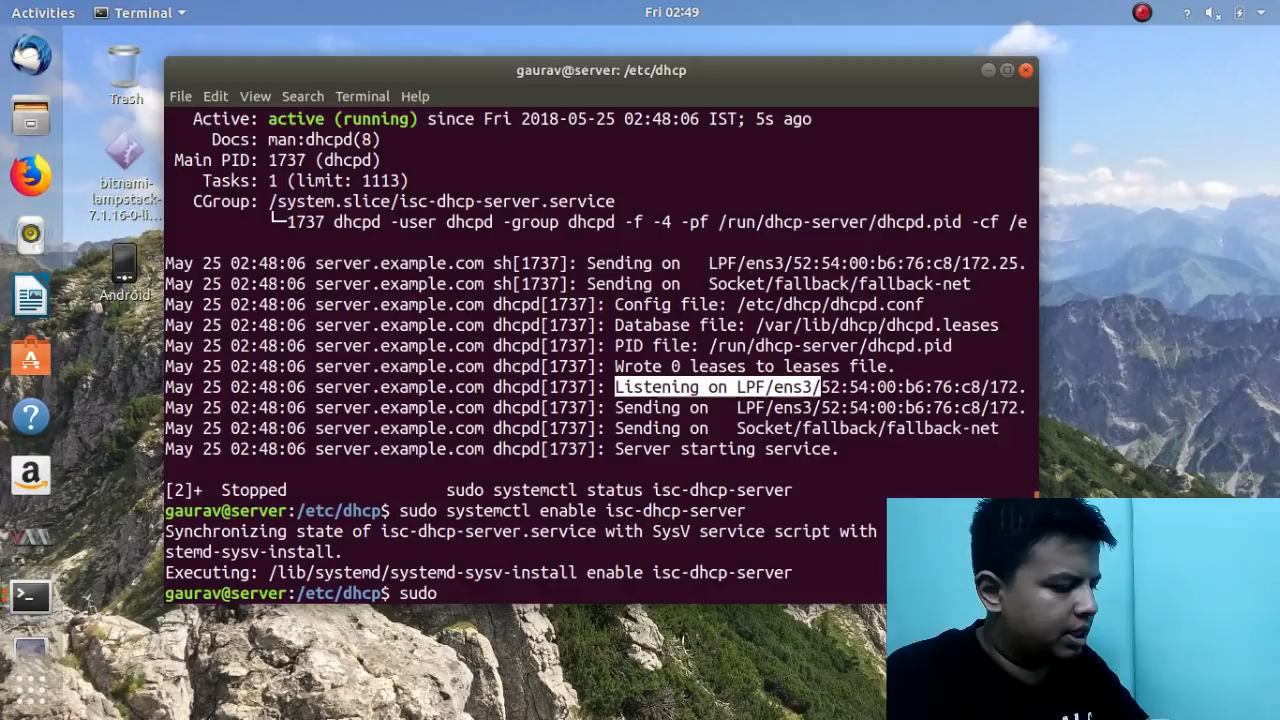 Activities Terminal Fri 02:49
Trash
bitnami-
lampstack-
7.1.16-0-li...
Android
gaurav@server: /etc/dhcp
File Edit View Search Terminal Help
Active: active (running) since Fri 2018-05-25 02:48:06 IST; 5s ago
Docs: man:dhcpd(8)
Main PID: 1737 (dhcpd)
Tasks: 1 (limit: 1113)
CGroup: /system.slice/isc-dhcp-server.service
└─1737 dhcpd -user dhcpd -group dhcpd -f -4 -pf /run/dhcp-server/dhcpd.pid -cf /e
May 25 02:48:06 server.example.com sh[1737]: Sending on LPF/ens3/52:54:00:b6:76:c8/172.25.
May 25 02:48:06 server.example.com sh[1737]: Sending on Socket/fallback/fallback-net
May 25 02:48:06 server.example.com dhcpd[1737]: Config file: /etc/dhcp/dhcpd.conf
May 25 02:48:06 server.example.com dhcpd[1737]: Database file: /var/lib/dhcp/dhcpd.leases
May 25 02:48:06 server.example.com dhcpd[1737]: PID file: /run/dhcp-server/dhcpd.pid
May 25 02:48:06 server.example.com dhcpd[1737]: Wrote 0 leases to leases file.
May 25 02:48:06 server.example.com dhcpd[1737]: Listening on LPF/ens3/52:54:00:b6:76:c8/172.
May 25 02:48:06 server.example.com dhcpd[1737]: Sending on LPF/ens3/52:54:00:b6:76:c8/172.
May 25 02:48:06 server.example.com dhcpd[1737]: Sending on Socket/fallback/fallback-net
May 25 02:48:06 server.example.com dhcpd[1737]: Server starting service.
[2]+ Stopped sudo systemctl status isc-dhcp-server
gaurav@server:/etc/dhcp$ sudo systemctl enable isc-dhcp-server
Synchronizing state of isc-dhcp-server.service with SysV service script with
stemd-sysv-install.
Executing: /lib/systemd/systemd-sysv-install enable isc-dhcp-server
gaurav@server:/etc/dhcp$ sudo